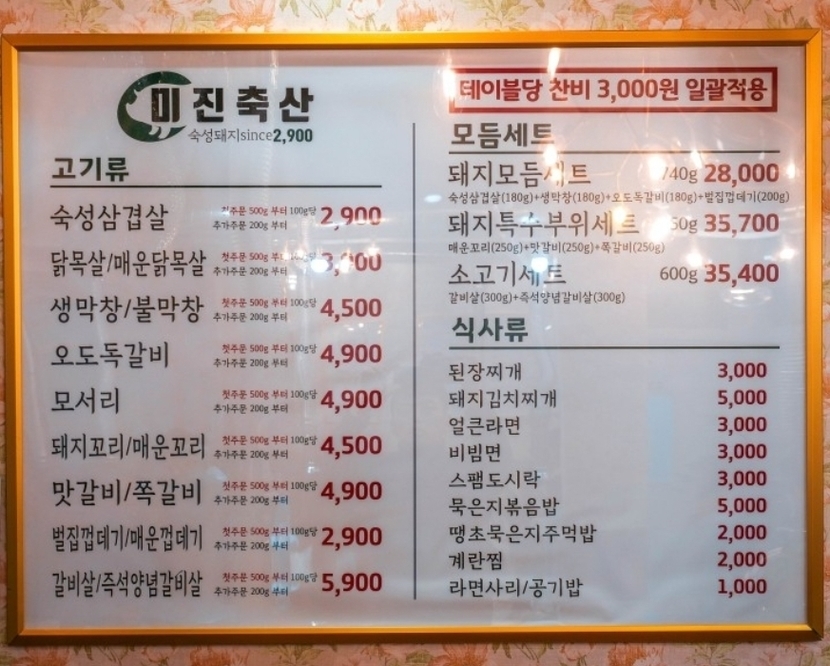 미진축산
숙성돼지since2,900
고기류
숙성삼겹살 첫주문 500g 부터 100g당 2,900
추가주문 200g 부터
닭목살/매운닭목살 첫주문 500g 부터 100g당
추가주문 200g 부터
생막창/불막창 첫주문 500g 부터 100g당 4,500
추가주문 200g 부터
오도독갈비 첫주문 500g 부터 100g당 4,900
추가주문 200g 부터
모서리 첫주문 500g 부터 100g당 4,900
추가주문 200g 부터
돼지꼬리/매운꼬리 첫주문 500g 부터 100g당 4,500
추가주문 200g 부터
맛갈비/쪽갈비 첫주문 500g 부터 100g당 4,900
추가주문 200g 부터
벌집껍데기/매운껍데기 첫주문 500g 부터 100g당 2,900
추가주문 200g 부터
갈비살/즉석양념갈비살 첫주문 500g 부터 100g당 5,900
추가주문 200g 부터
테이블당 찬비 3,000원 일괄적용
모듬세트
돼지모듬세트 740g 28,000
숙성삼겹살(180g)+생막창(180g)+오도독갈비(180g)+벌집껍데기(200g)
돼지특수부위세트 35,700
매운꼬리(250g)+맛갈비(250g)+쪽갈비(250g)
소고기세트 600g 35,400
갈비살(300g)+즉석양념갈비살(300g)
식사류
된장찌개 3,000
돼지김치찌개 5,000
얼큰라면 3,000
비빔면 3,000
스팸도시락 3,000
묵은지볶음밥 5,000
땡초묵은지주먹밥 2,000
계란찜 2,000
라면사리/공기밥 1,000